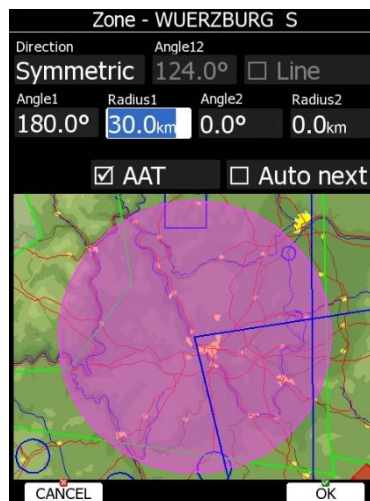 Zone - WUERZBURG S
Direction Angle12
Symmetric 124.0° Line
Angle1 Radius1 Angle2 Radius2
180.0° 30.0km 0.0° 0.0km
AAT Auto next
CANCEL OK